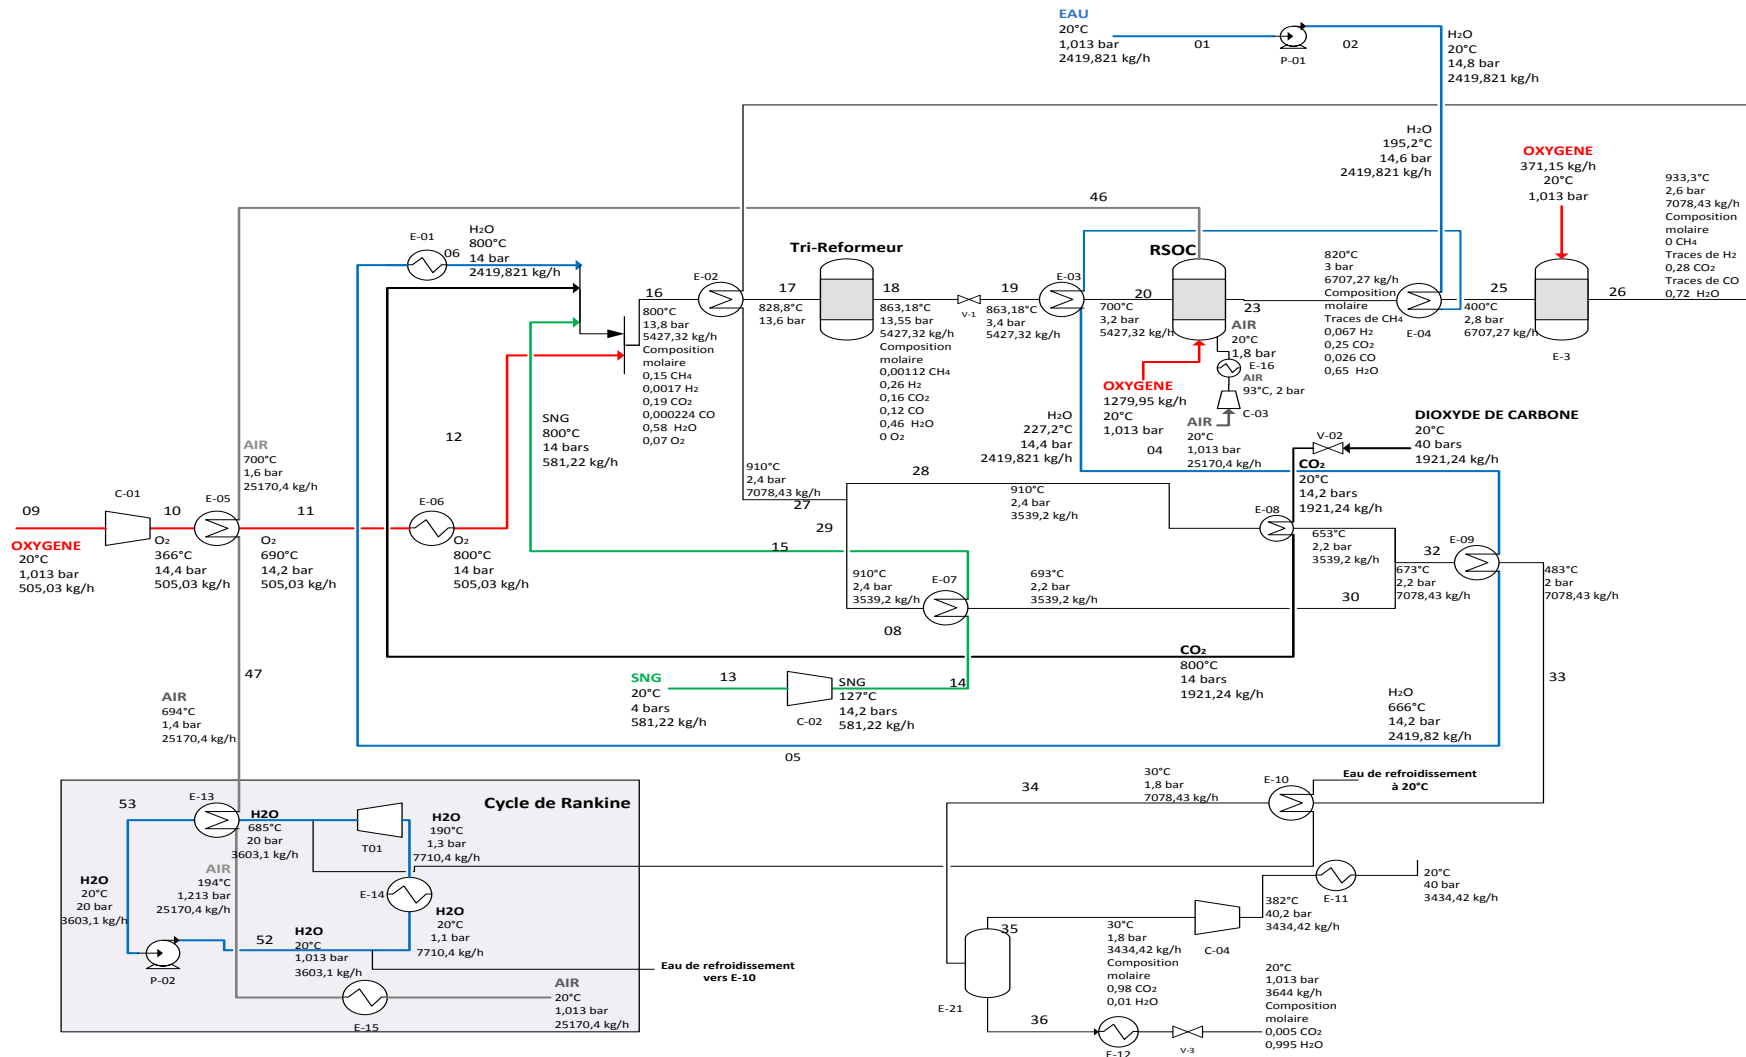 EAU
20°C
1,013 bar
2419,821 kg/h
01
02
P-01
H₂O
20°C
14,8 bar
2419,821 kg/h
H₂O
195,2°C
14,6 bar
2419,821 kg/h
OXYGENE
371,15 kg/h
20°C
1,013 bar
933,3°C
2,6 bar
7078,43 kg/h
Composition
molaire
0 CH₄
Traces de H₂
0,28 CO₂
Traces de CO
0,72 H₂O
46
E-01
06
H₂O
800°C
14 bar
2419,821 kg/h
Tri-Reformeur
RSOC
E-02
16
17
18
19
E-03
20
23
E-04
25
26
E-3
V-1
800°C
13,8 bar
5427,32 kg/h
Composition
molaire
0,15 CH₄
0,0017 H₂
0,19 CO₂
0,000224 CO
0,58 H₂O
0,07 O₂
828,8°C
13,6 bar
863,18°C
13,55 bar
5427,32 kg/h
Composition
molaire
0,00112 CH₄
0,26 H₂
0,16 CO₂
0,12 CO
0,46 H₂O
0 O₂
863,18°C
3,4 bar
5427,32 kg/h
700°C
3,2 bar
5427,32 kg/h
820°C
3 bar
6707,27 kg/h
Composition
molaire
Traces de CH₄
0,067 H₂
0,25 CO₂
0,026 CO
0,65 H₂O
400°C
2,8 bar
6707,27 kg/h
AIR
20°C
1,8 bar
E-16
AIR
93°C, 2 bar
C-03
OXYGENE
1279,95 kg/h
20°C
1,013 bar
AIR
20°C
1,013 bar
25170,4 kg/h
04
H₂O
227,2°C
14,4 bar
2419,821 kg/h
DIOXYDE DE CARBONE
20°C
40 bars
1921,24 kg/h
V-02
CO₂
20°C
14,2 bars
1921,24 kg/h
12
SNG
800°C
14 bars
581,22 kg/h
AIR
700°C
1,6 bar
25170,4 kg/h
09
C-01
10
E-05
11
E-06
OXYGENE
20°C
1,013 bar
505,03 kg/h
O₂
366°C
14,4 bar
505,03 kg/h
O₂
690°C
14,2 bar
505,03 kg/h
O₂
800°C
14 bar
505,03 kg/h
910°C
2,4 bar
7078,43 kg/h
27
28
29
910°C
2,4 bar
3539,2 kg/h
E-08
653°C
2,2 bar
3539,2 kg/h
15
910°C
2,4 bar
3539,2 kg/h
E-07
08
693°C
2,2 bar
3539,2 kg/h
30
32
E-09
673°C
2,2 bar
7078,43 kg/h
483°C
2 bar
7078,43 kg/h
33
CO₂
800°C
14 bars
1921,24 kg/h
SNG
20°C
4 bars
581,22 kg/h
13
C-02
SNG
127°C
14,2 bars
581,22 kg/h
14
H₂O
666°C
14,2 bar
2419,82 kg/h
05
47
AIR
694°C
1,4 bar
25170,4 kg/h
Cycle de Rankine
53
E-13
H2O
685°C
20 bar
3603,1 kg/h
T01
H2O
190°C
1,3 bar
7710,4 kg/h
E-14
AIR
194°C
1,213 bar
25170,4 kg/h
H2O
20°C
20 bar
3603,1 kg/h
H2O
20°C
1,1 bar
7710,4 kg/h
52
H2O
20°C
1,013 bar
3603,1 kg/h
P-02
E-15
AIR
20°C
1,013 bar
25170,4 kg/h
Eau de refroidissement
vers E-10
34
30°C
1,8 bar
7078,43 kg/h
E-10
Eau de refroidissement
à 20°C
E-21
35
30°C
1,8 bar
3434,42 kg/h
Composition
molaire
0,98 CO₂
0,01 H₂O
C-04
382°C
40,2 bar
3434,42 kg/h
E-11
20°C
40 bar
3434,42 kg/h
36
E-12
V-3
20°C
1,013 bar
3644 kg/h
Composition
molaire
0,005 CO₂
0,995 H₂O